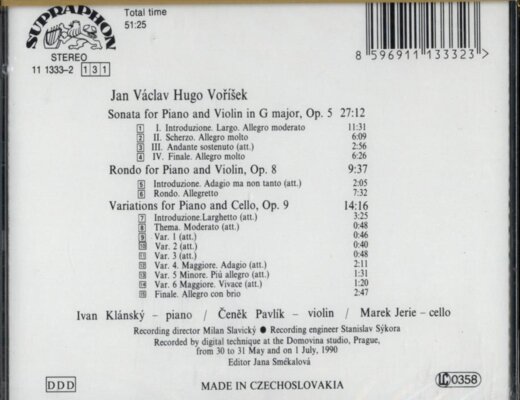 SUPRAPHON
STEREO
11 1333-2 131
Total time
51:25
8 596911 133323 >
Jan Václav Hugo Voříšek
Sonata for Piano and Violin in G major, Op. 5 27:12
1 I. Introduzione. Largo. Allegro moderato 11:31
2 II. Scherzo. Allegro molto 6:09
3 III. Andante sostenuto (att.) 2:56
4 IV. Finale. Allegro molto 6:26
Rondo for Piano and Violin, Op. 8 9:37
5 Introduzione. Adagio ma non tanto (att.) 2:05
6 Rondo. Allegretto 7:32
Variations for Piano and Cello, Op. 9 14:16
7 Introduzione.Larghetto (att.) 3:25
8 Thema. Moderato (att.) 0:48
9 Var. 1 (att.) 0:46
10 Var. 2 (att.) 0:40
11 Var. 3 (att.) 0:48
12 Var. 4. Maggiore. Adagio (att.) 2:11
13 Var. 5 Minore. Piú allegro (att.) 1:31
14 Var. 6 Maggiore. Vivace (att.) 1:20
15 Finale. Allegro con brio 2:47
Ivan Klánský – piano / Čeněk Pavlík – violin / Marek Jerie – cello
Recording director Milan Slavický ● Recording engineer Stanislav Sýkora
Recorded by digital technique at the Domovina studio, Prague,
from 30 to 31 May and on 1 July, 1990
Editor Jana Smékalová
DDD
MADE IN CZECHOSLOVAKIA
LC 0358